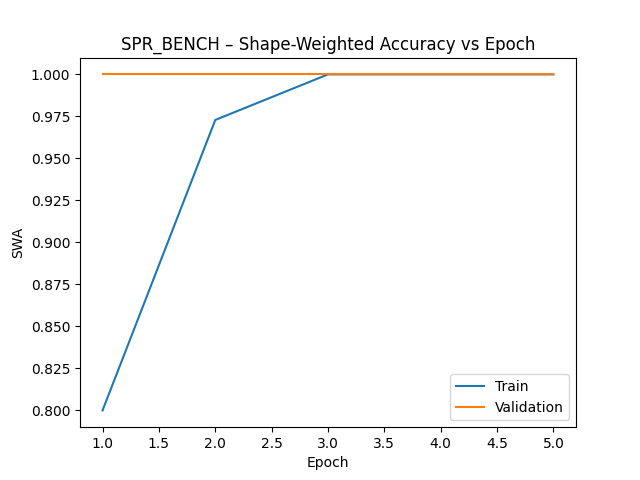 SPR_BENCH – Shape-Weighted Accuracy vs Epoch
1.000
0.975
0.950
0.925
0.900
0.875
0.850
0.825
0.800
SWA
1.0 1.5 2.0 2.5 3.0 3.5 4.0 4.5 5.0
Epoch
Train
Validation